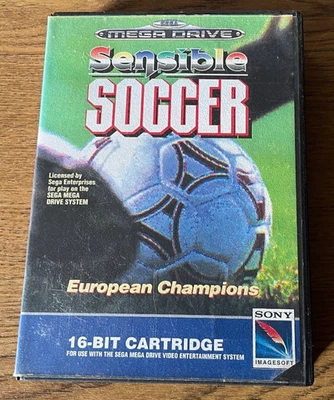 SEGA
MEGA DRIVE
Sensible
SOCCER
Licensed by
Sega Enterprises
for play on the
SEGA MEGA
DRIVE SYSTEM
European Champions
SONY
IMAGESOFT
16-BIT CARTRIDGE
FOR USE WITH THE SEGA MEGA DRIVE VIDEO ENTERTAINMENT SYSTEM